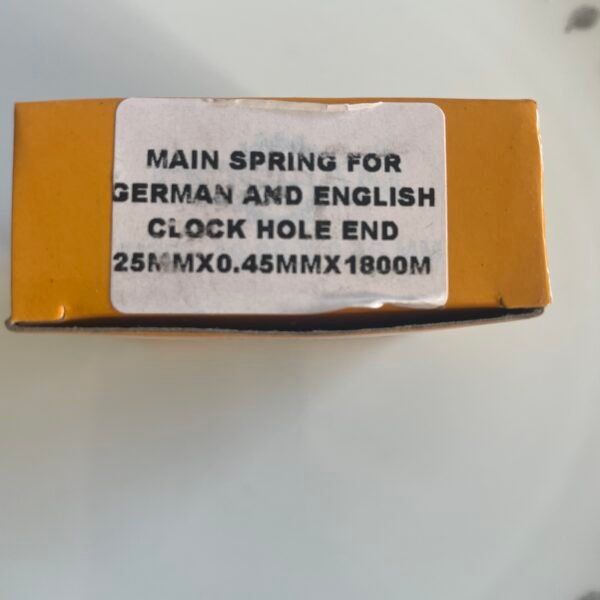 MAIN SPRING FOR
GERMAN AND ENGLISH
CLOCK HOLE END
25MMX0.45MMX1800M